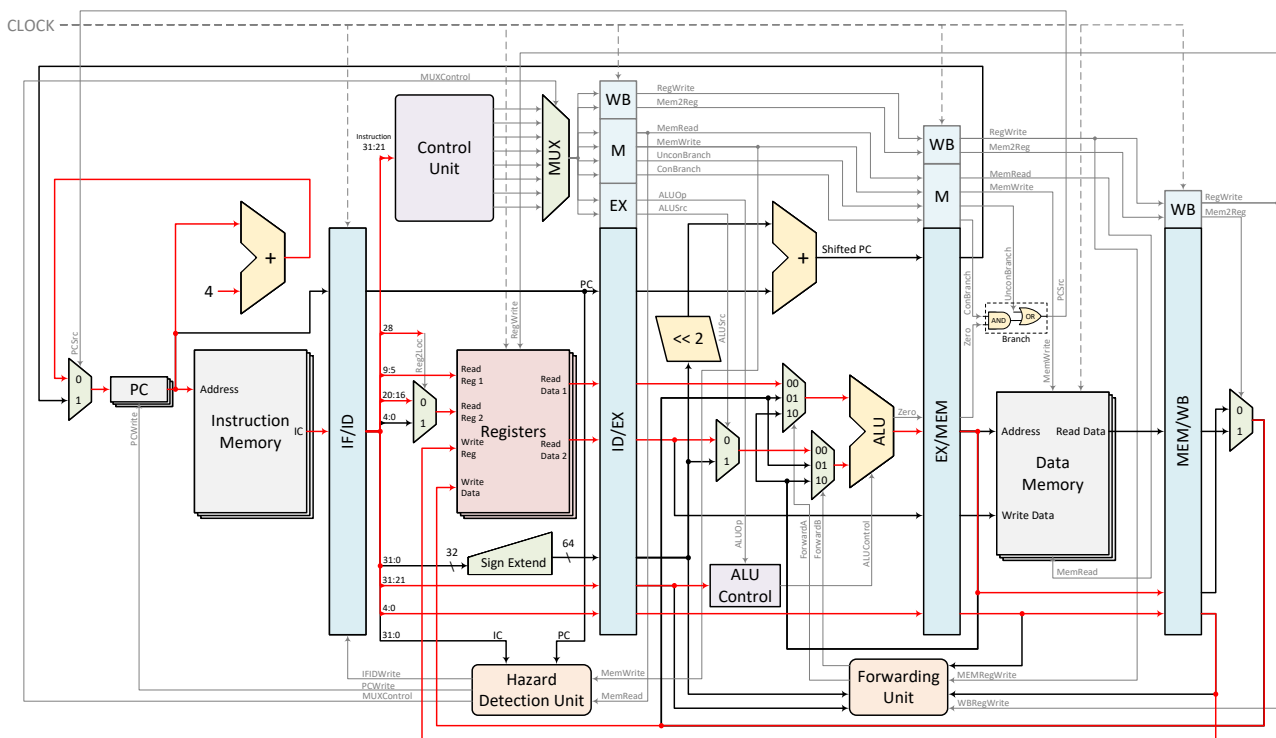 CLOCK
MUXControl
RegWrite
Mem2Reg
WB
MemRead
MemWrite
UnconBranch
ConBranch
M
ALUOp
ALUSrc
EX
Instruction
31:21
Control
Unit
MUX
WB
RegWrite
Mem2Reg
M
MemRead
MemWrite
WB
RegWrite
Mem2Reg
+
4
+
Shifted PC
PC
<< 2
ConBranch
UnconBranch
PCSrc
AND
OR
Branch
Zero
MemWrite
PCSrc
0
1
PC
PCWrite
Address
Instruction
Memory
IC
IF/ID
28
Reg2Loc
RegWrite
9:5
20:16
4:0
0
1
Read
Reg 1
Read
Reg 2
Write
Reg
Write
Data
Registers
Read
Data 1
Read
Data 2
ID/EX
ALUSrc
0
1
00
01
10
00
01
10
ALU
Zero
EX/MEM
Address
Read Data
Data
Memory
Write Data
MemRead
MEM/WB
0
1
31:0
32
Sign Extend
64
31:21
4:0
31:0
IC
PC
ALUOp
ALU
Control
ForwardA
ForwardB
ALUControl
IFIDWrite
PCWrite
MUXControl
Hazard
Detection Unit
MemWrite
MemRead
Forwarding
Unit
MEMRegWrite
WBRegWrite